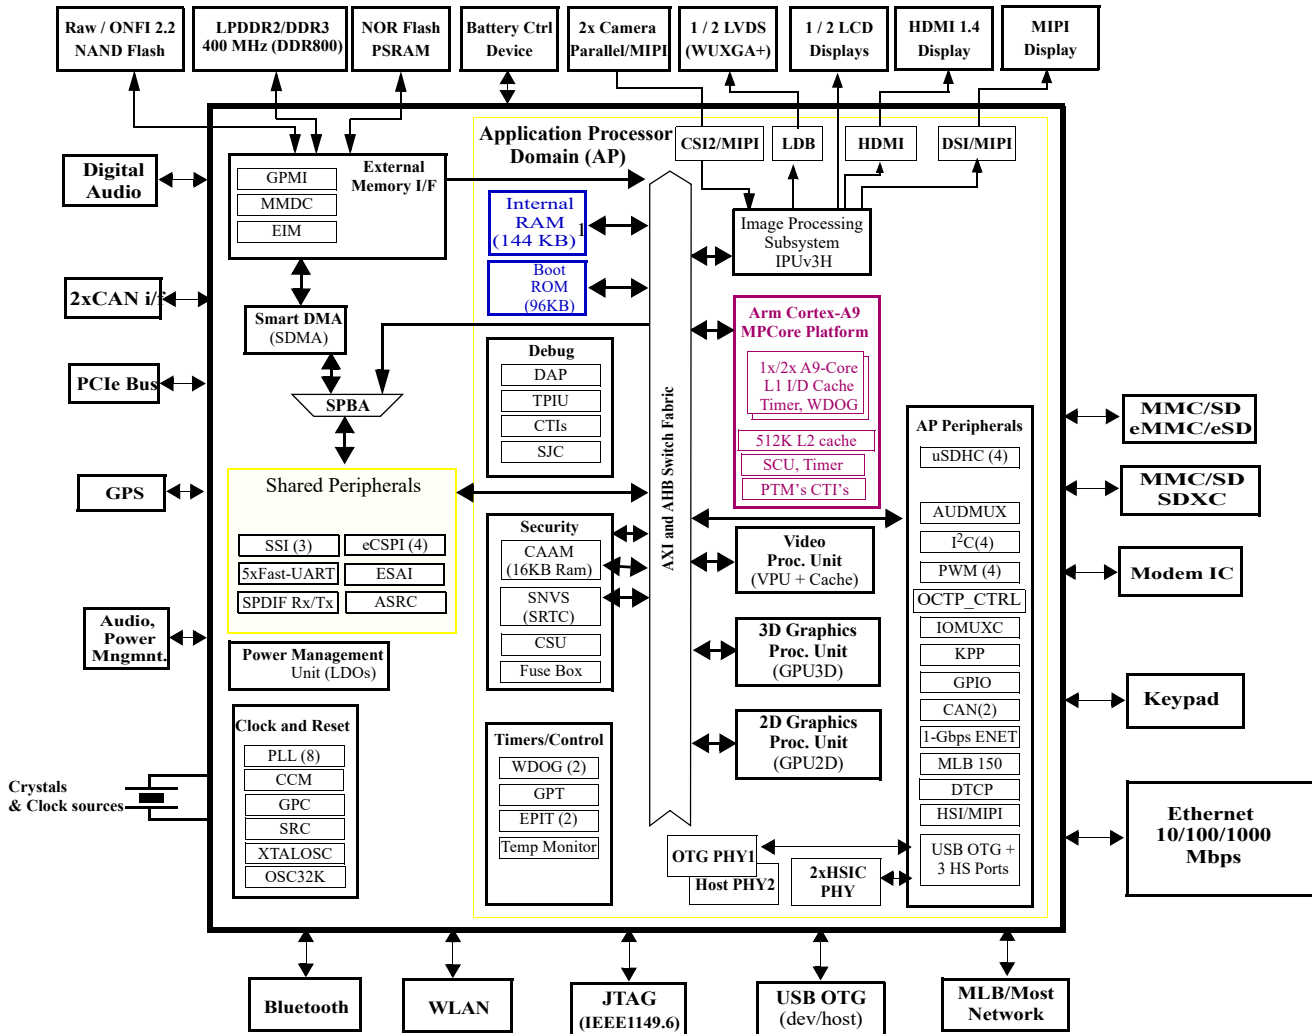 Raw / ONFI 2.2
NAND Flash
LPDDR2/DDR3
400 MHz (DDR800)
NOR Flash
PSRAM
Battery Ctrl
Device
2x Camera
Parallel/MIPI
1 / 2 LVDS
(WUXGA+)
1 / 2 LCD
Displays
HDMI 1.4
Display
MIPI
Display
Application Processor
Domain (AP)
CSI2/MIPI
LDB
HDMI
DSI/MIPI
External
Memory I/F
GPMI
MMDC
EIM
Digital
Audio
Internal
RAM
(144 KB)
1
Image Processing
Subsystem
IPUv3H
Boot
ROM
(96KB)
2xCAN i/f
Smart DMA
(SDMA)
Arm Cortex-A9
MPCore Platform
1x/2x A9-Core
L1 I/D Cache
Timer, WDOG
512K L2 cache
SCU, Timer
PTM's CTI's
Debug
DAP
TPIU
CTIs
SJC
PCIe Bus
SPBA
AXI and AHB Switch Fabric
GPS
Shared Peripherals
SSI (3)
eCSPI (4)
5xFast-UART
ESAI
SPDIF Rx/Tx
ASRC
Security
CAAM
(16KB Ram)
SNVS
(SRTC)
CSU
Fuse Box
Video
Proc. Unit
(VPU + Cache)
3D Graphics
Proc. Unit
(GPU3D)
2D Graphics
Proc. Unit
(GPU2D)
AP Peripherals
uSDHC (4)
AUDMUX
I2C(4)
PWM (4)
OCTP_CTRL
IOMUXC
KPP
GPIO
CAN(2)
1-Gbps ENET
MLB 150
DTCP
HSI/MIPI
USB OTG +
3 HS Ports
MMC/SD
eMMC/eSD
MMC/SD
SDXC
Modem IC
Keypad
Ethernet
10/100/1000
Mbps
Audio,
Power
Mngmnt.
Power Management
Unit (LDOs)
Clock and Reset
PLL (8)
CCM
GPC
SRC
XTALOSC
OSC32K
Timers/Control
WDOG (2)
GPT
EPIT (2)
Temp Monitor
Crystals
& Clock sources
OTG PHY1
Host PHY2
2xHSIC
PHY
Bluetooth
WLAN
JTAG
(IEEE1149.6)
USB OTG
(dev/host)
MLB/Most
Network